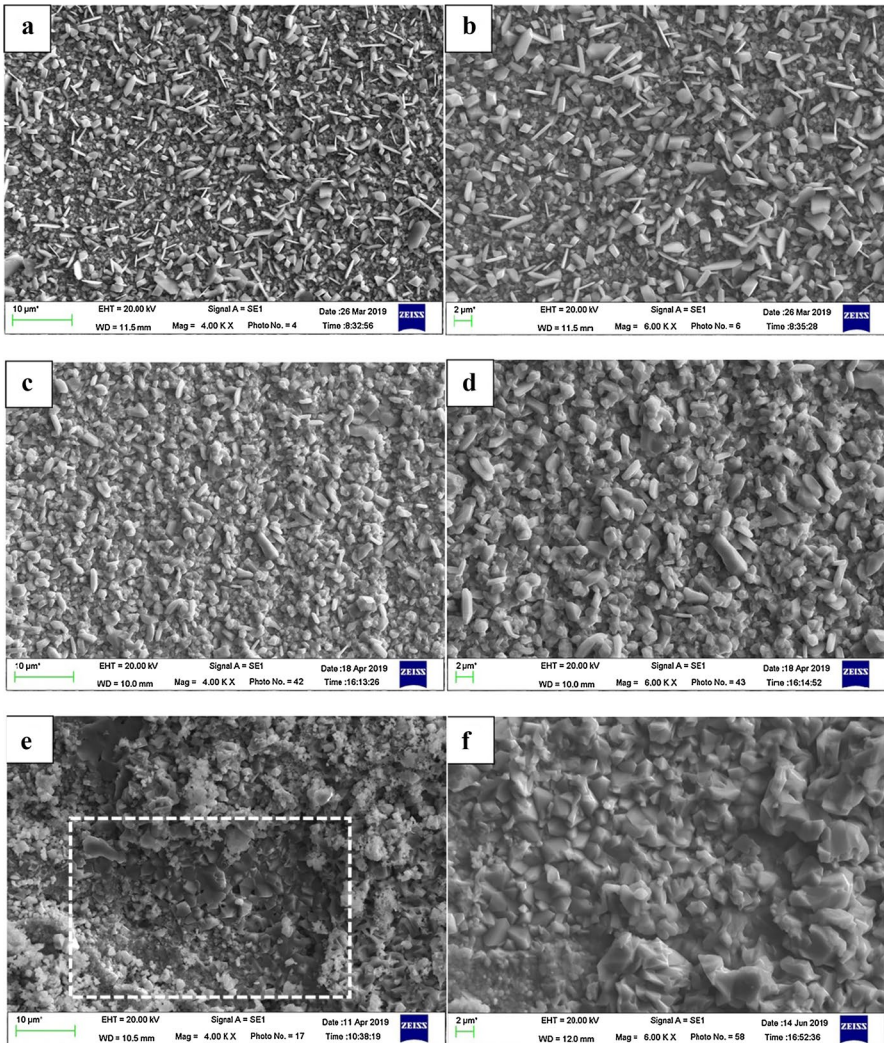 a
b
10 µm*
EHT = 20.00 kV
Signal A = SE1
Date :26 Mar 2019
ZEISS
WD = 11.5 mm
Mag = 4.00 K X
Photo No. = 4
Time :8:32:56
2 µm*
EHT = 20.00 kV
Signal A = SE1
Date :26 Mar 2019
ZEISS
WD = 11.5 mm
Mag = 6.00 K X
Photo No. = 6
Time :8:35:28
c
d
10 µm*
EHT = 20.00 kV
Signal A = SE1
Date :18 Apr 2019
ZEISS
WD = 10.0 mm
Mag = 4.00 K X
Photo No. = 42
Time :16:13:26
2 µm*
EHT = 20.00 kV
Signal A = SE1
Date :18 Apr 2019
ZEISS
WD = 10.0 mm
Mag = 6.00 K X
Photo No. = 43
Time :16:14:52
e
f
10 µm*
EHT = 20.00 kV
Signal A = SE1
Date :11 Apr 2019
ZEISS
WD = 10.5 mm
Mag = 4.00 K X
Photo No. = 17
Time :10:38:19
2 µm*
EHT = 20.00 kV
Signal A = SE1
Date :14 Jun 2019
ZEISS
WD = 12.0 mm
Mag = 6.00 K X
Photo No. = 58
Time :16:52:36